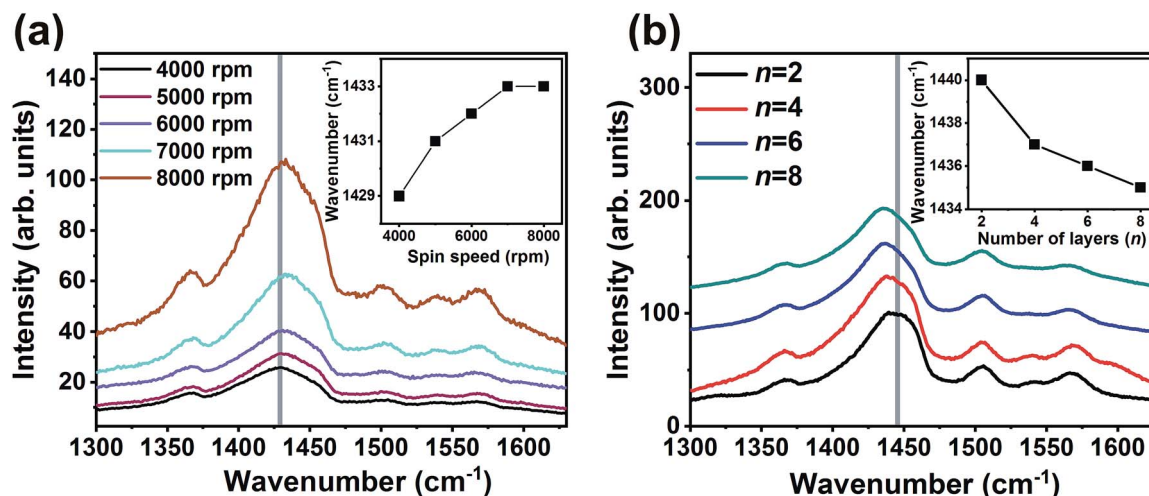 (a)
Intensity (arb. units)
140
120
100
80
60
40
20
4000 rpm
5000 rpm
6000 rpm
7000 rpm
8000 rpm
Wavenumber (cm⁻¹)
1433
1431
1429
4000 6000 8000
Spin speed (rpm)
1300 1350 1400 1450 1500 1550 1600
Wavenumber (cm⁻¹)
(b)
Intensity (arb. units)
300
200
100
0
n=2
n=4
n=6
n=8
Wavenumber (cm⁻¹)
1440
1438
1436
1434
2 4 6 8
Number of layers (n)
1300 1350 1400 1450 1500 1550 1600
Wavenumber (cm⁻¹)